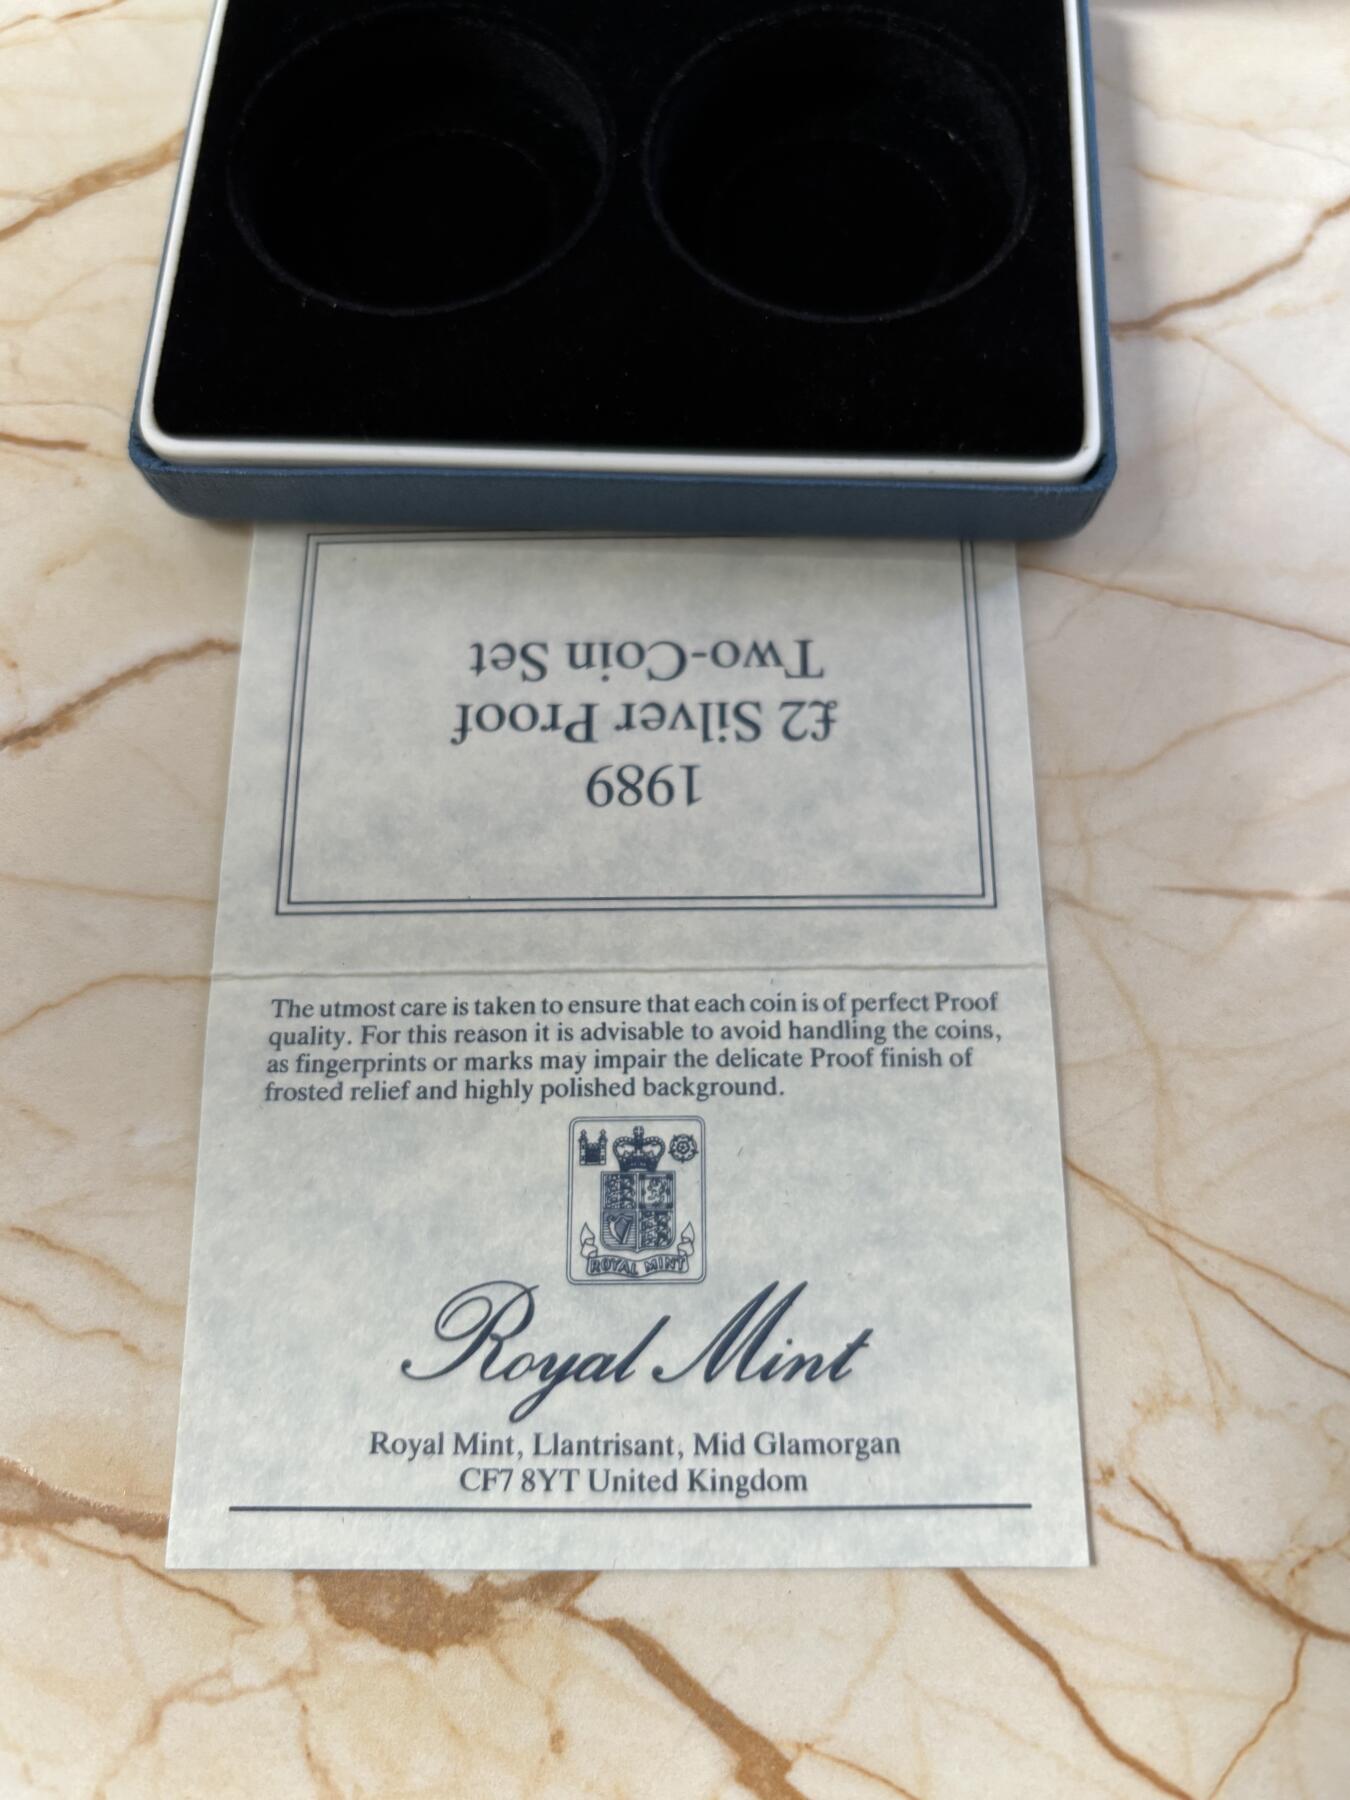 1989
£2 Silver Proof
Two-Coin Set
The utmost care is taken to ensure that each coin is of perfect Proof
quality. For this reason it is advisable to avoid handling the coins,
as fingerprints or marks may impair the delicate Proof finish of
frosted relief and highly polished background.
ROYAL MINT
Royal Mint
Royal Mint, Llantrisant, Mid Glamorgan
CF7 8YT United Kingdom